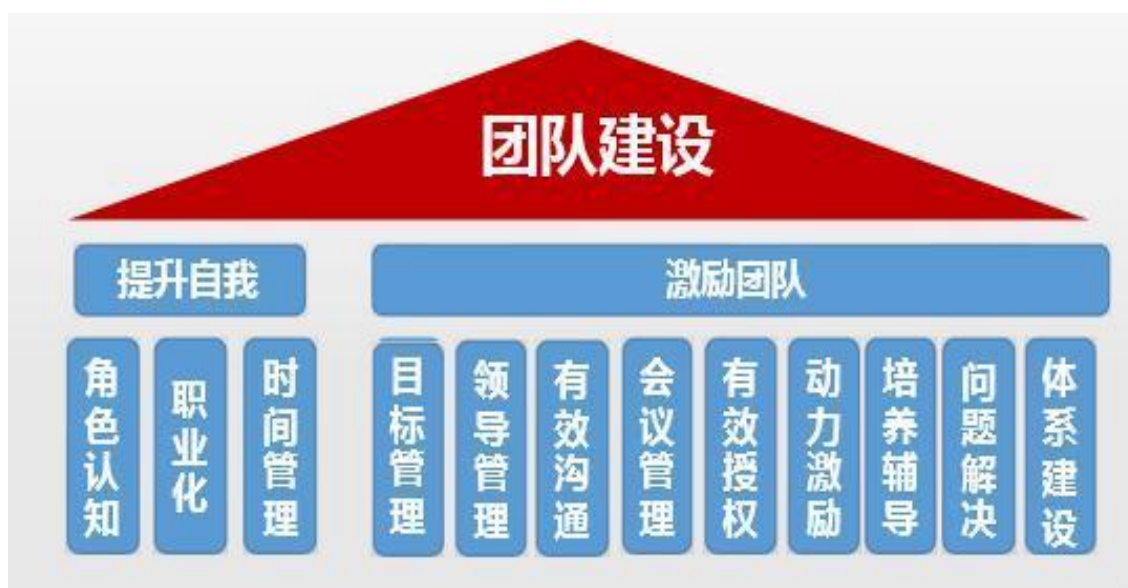 团队建设
提升自我
激励团队
角色认知
职业化
时间管理
目标管理
领导管理
有效沟通
会议管理
有效授权
动力激励
培养辅导
问题解决
体系建设